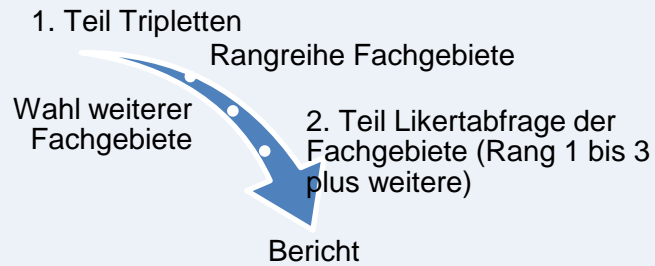 1. Teil Tripletten
Rangreihe Fachgebiete
Wahl weiterer
Fachgebiete
2. Teil Likertabfrage der
Fachgebiete (Rang 1 bis 3
plus weitere)
Bericht